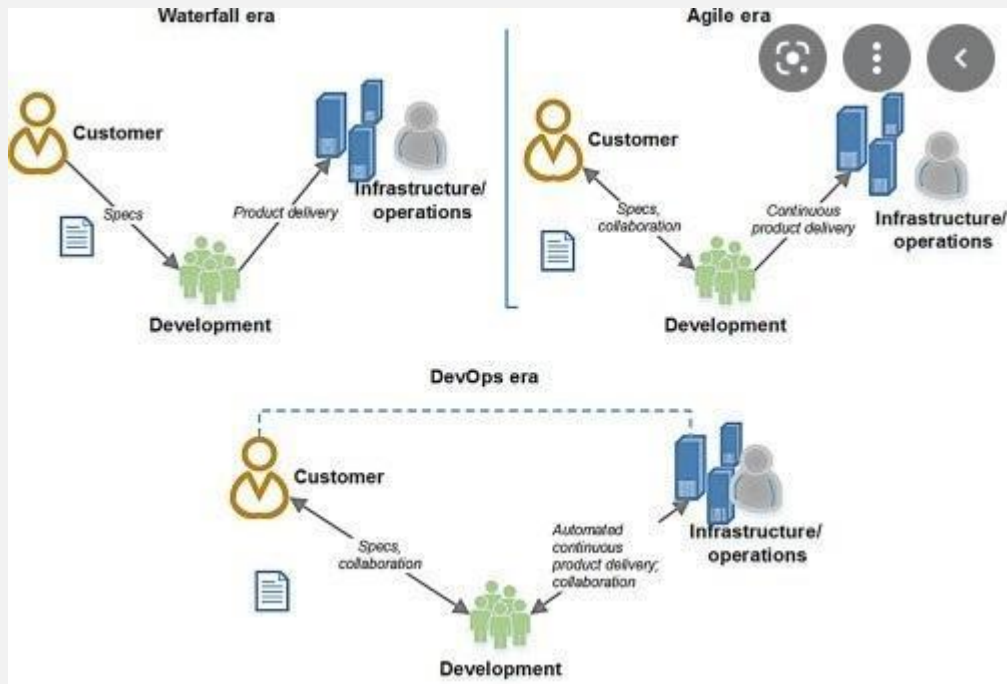 Waterfall era
Customer
Specs
Product delivery
Infrastructure/
operations
Development
Agile era
Customer
Specs,
collaboration
Continuous
product delivery
Infrastructure/
operations
Development
DevOps era
Customer
Specs,
collaboration
Automated
continuous
product delivery;
collaboration
Infrastructure/
operations
Development